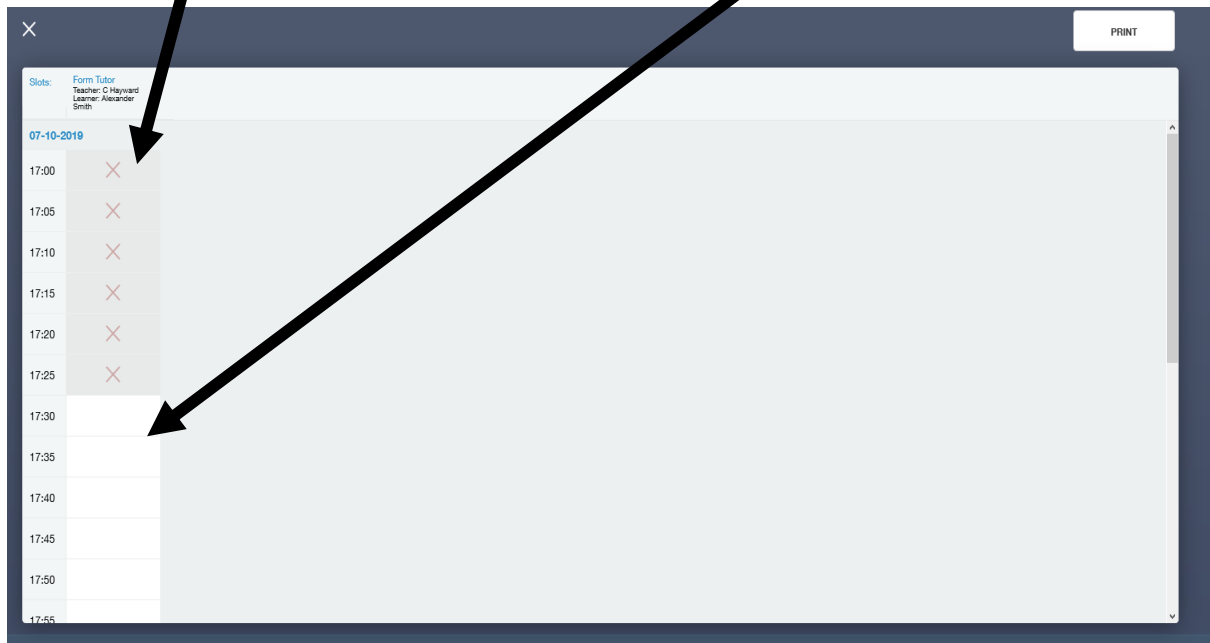 PRINT
Slots:
Form Tutor
Teacher: C Hayward
Learner: Alexander
Smith
07-10-2019
17:00
17:05
17:10
17:15
17:20
17:25
17:30
17:35
17:40
17:45
17:50
17:55